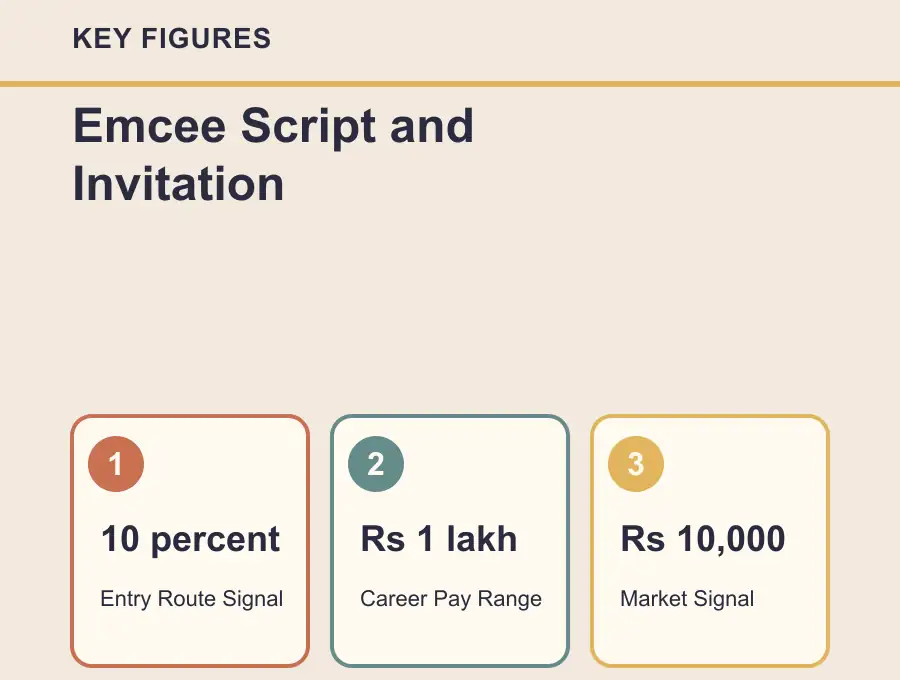 KEY FIGURES
Emcee Script and
Invitation
1
10 percent
Entry Route Signal
2
Rs 1 lakh
Career Pay Range
3
Rs 10,000
Market Signal